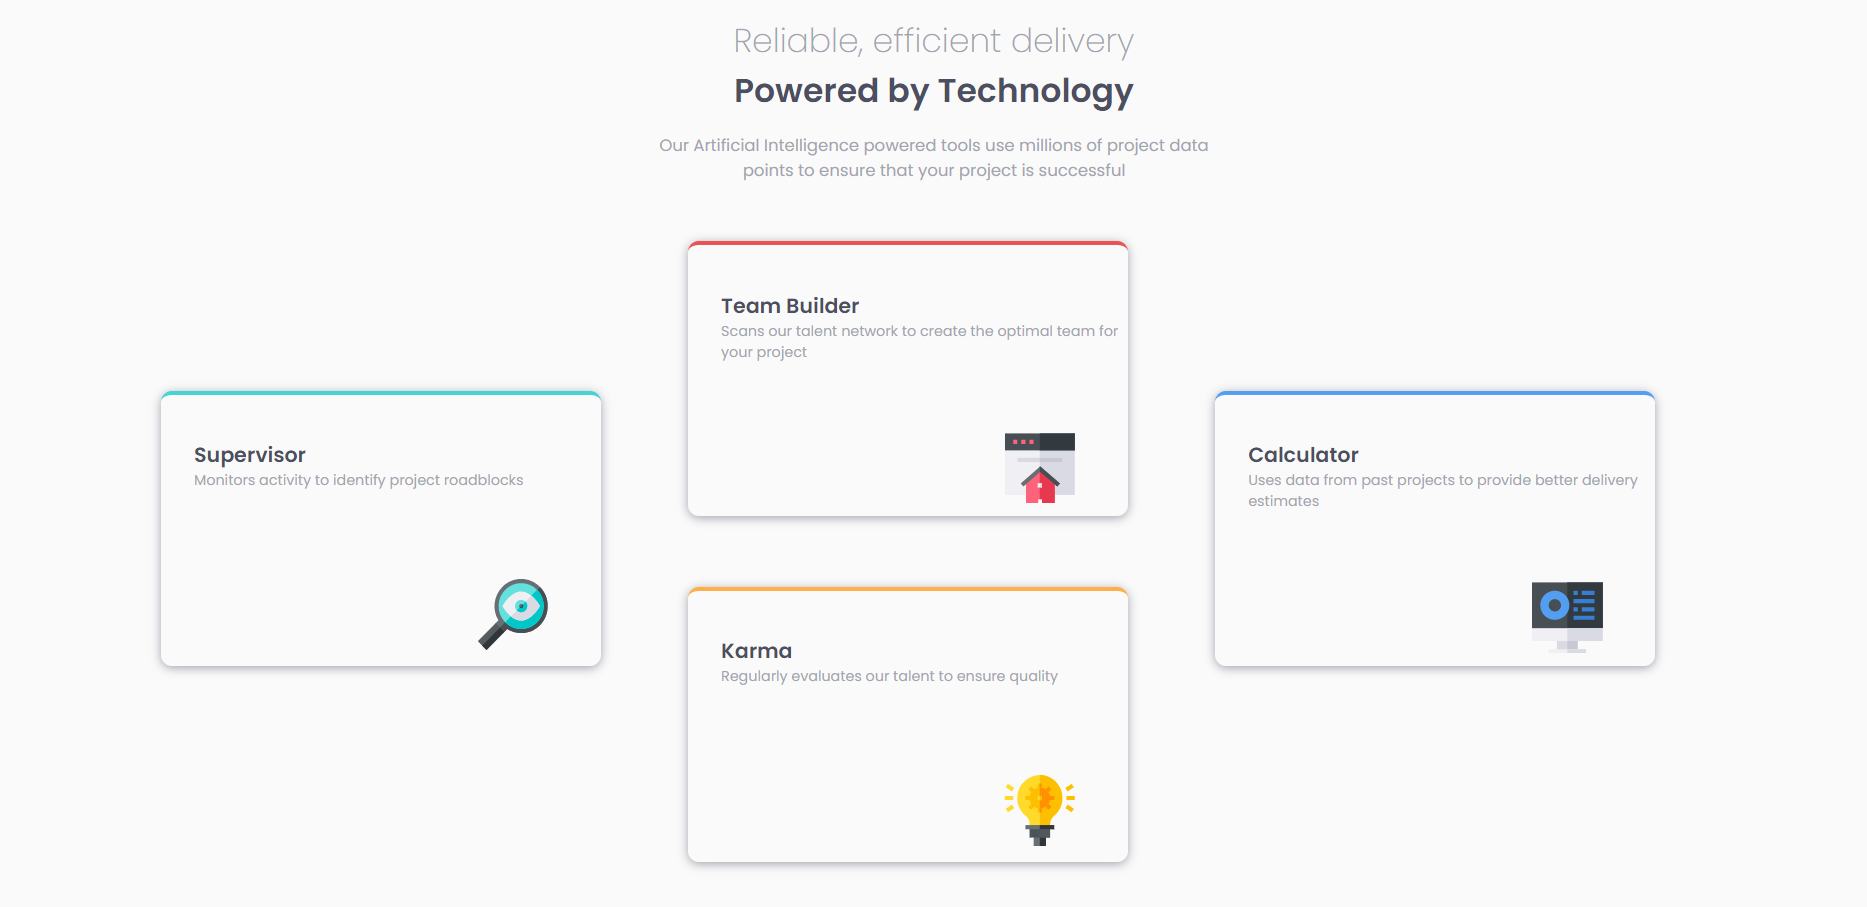 Reliable, efficient delivery
Powered by Technology
Our Artificial Intelligence powered tools use millions of project data
points to ensure that your project is successful
Team Builder
Scans our talent network to create the optimal team for
your project
Supervisor
Monitors activity to identify project roadblocks
Calculator
Uses data from past projects to provide better delivery
estimates
Karma
Regularly evaluates our talent to ensure quality